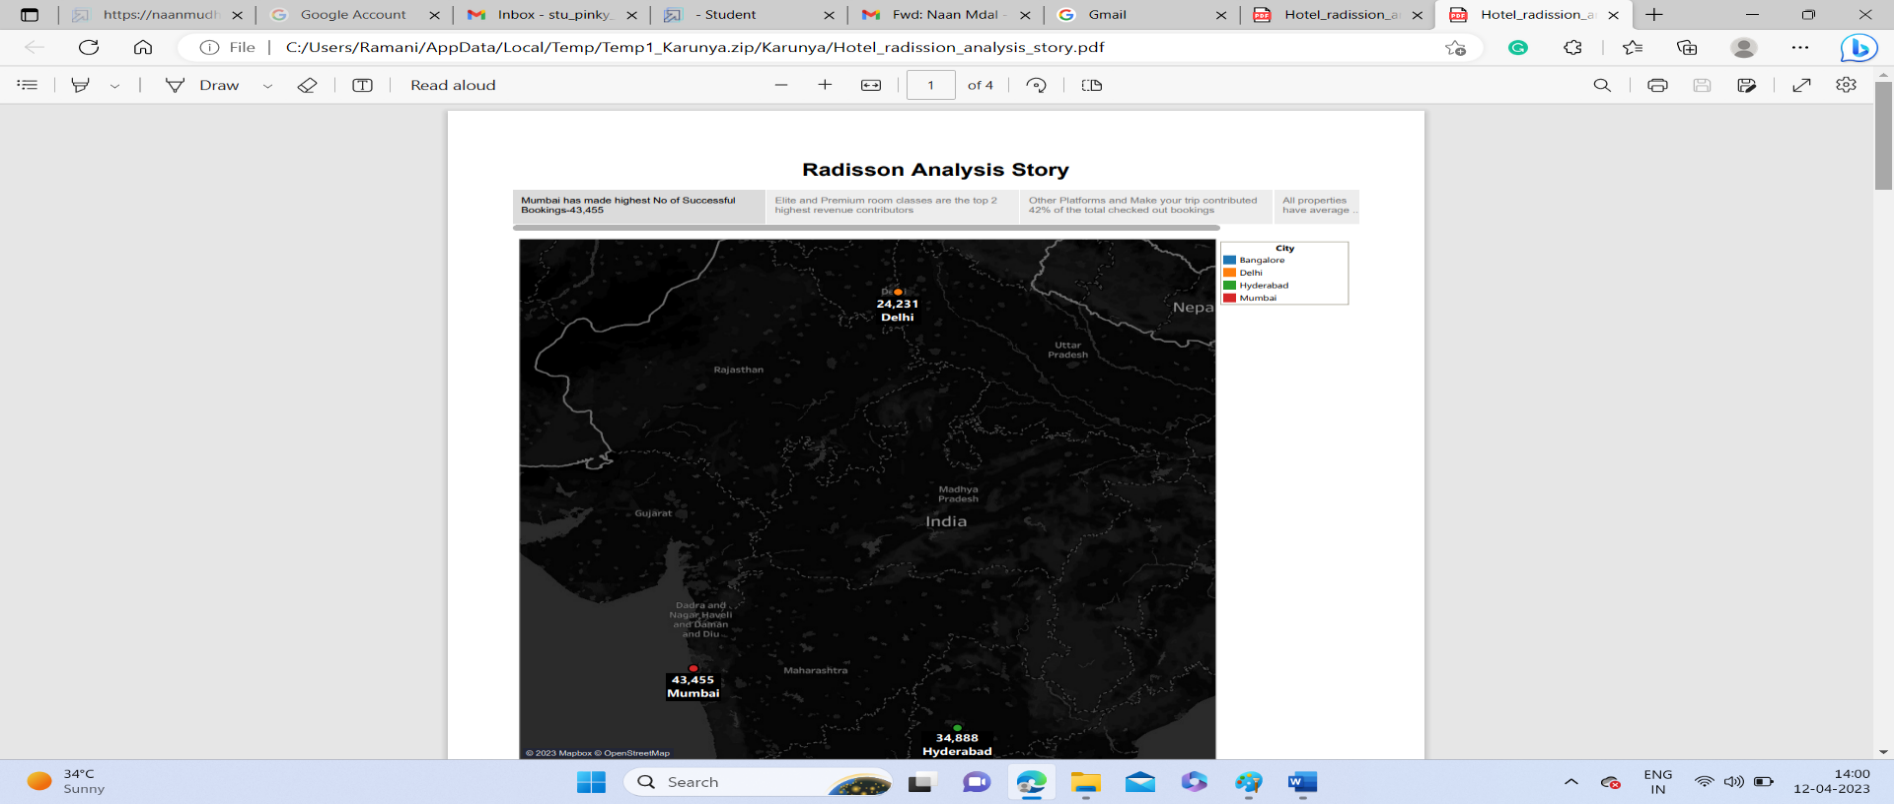 https://naanmudh
Google Account
Inbox - stu_pinky_
- Student
Fwd: Naan Mdal -
Gmail
Hotel_radission_a
Hotel_radission_a
File
C:/Users/Ramani/AppData/Local/Temp/Temp1_Karunya.zip/Karunya/Hotel_radission_analysis_story.pdf
Draw
Read aloud
1 of 4
Radisson Analysis Story
Mumbai has made highest No of Successful
Bookings-43,455
Elite and Premium room classes are the top 2
highest revenue contributors
Other Platforms and Make your trip contributed
42% of the total checked out bookings
All properties
have average ..
City
Bangalore
Delhi
Hyderabad
Mumbai
24,231
Delhi
Nepa
Uttar
Pradesh
Rajasthan
Madhya
Pradesh
Gujarat
India
Dadra and
Nagar Haveli
and Daman
and Diu
Maharashtra
43,455
Mumbai
34,888
Hyderabad
© 2023 Mapbox © OpenStreetMap
34°C
Sunny
Search
ENG
IN
14:00
12-04-2023